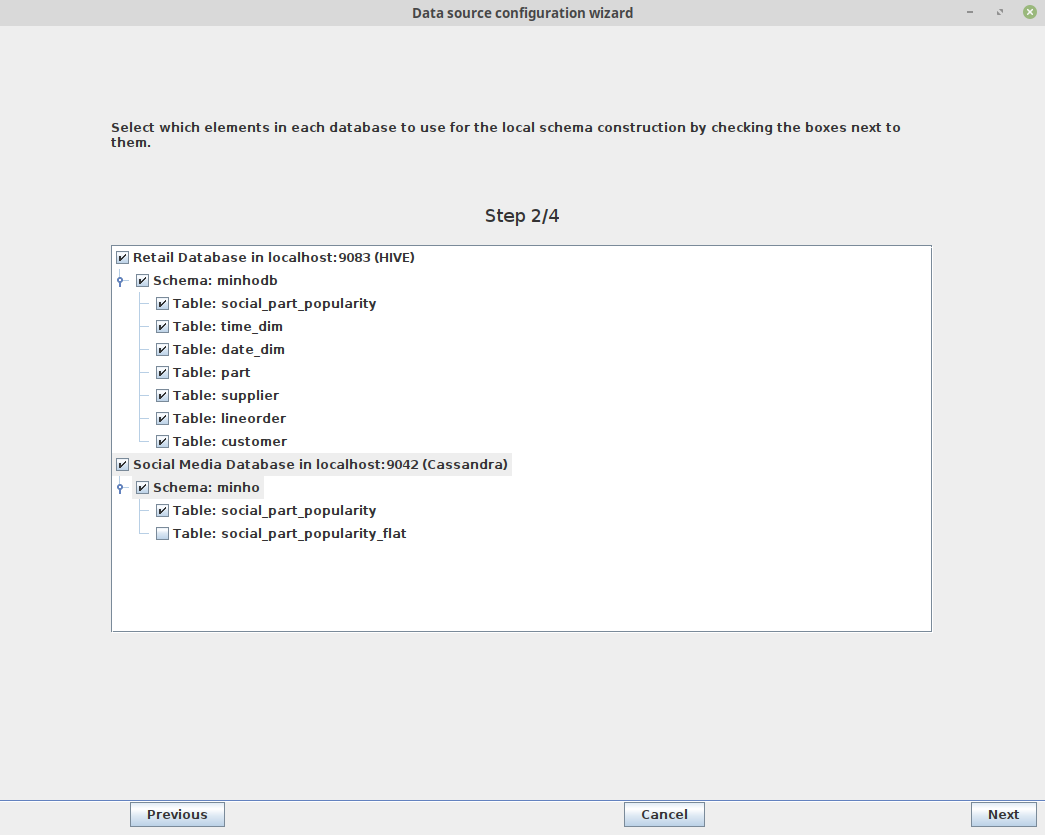 Data source configuration wizard
Select which elements in each database to use for the local schema construction by checking the boxes next to
them.
Step 2/4
Retail Database in localhost:9083 (HIVE)
Schema: minhodb
Table: social_part_popularity
Table: time_dim
Table: date_dim
Table: part
Table: supplier
Table: lineorder
Table: customer
Social Media Database in localhost:9042 (Cassandra)
Schema: minho
Table: social_part_popularity
Table: social_part_popularity_flat
Previous
Cancel
Next